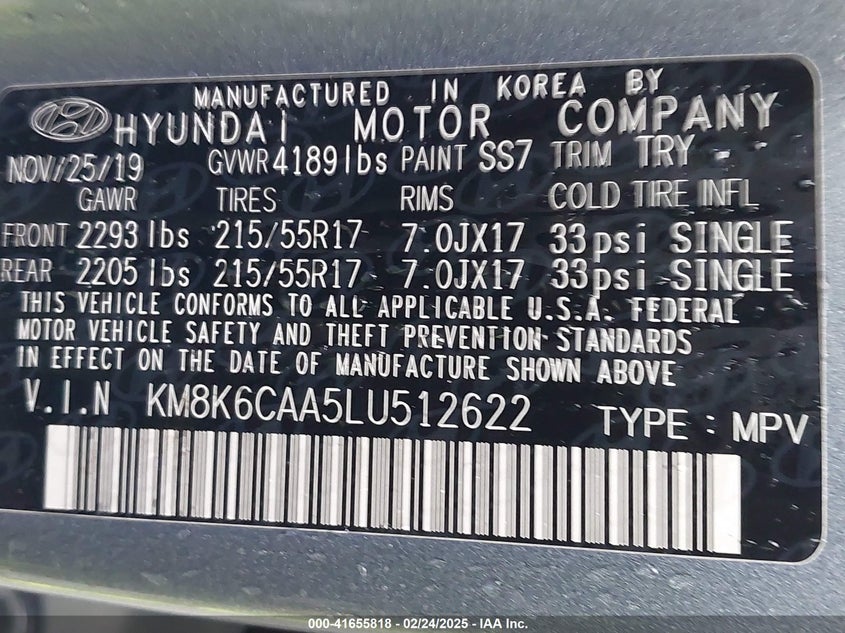 MANUFACTURED IN KOREA BY
HYUNDAI MOTOR COMPANY
NOV/25/19 GVWR 4189 lbs PAINT SS7 TRIM TRY
GAWR TIRES RIMS COLD TIRE INFL
FRONT 2293 lbs 215/55R17 7.0JX17 33psi SINGLE
REAR 2205 lbs 215/55R17 7.0JX17 33psi SINGLE
THIS VEHICLE CONFORMS TO ALL APPLICABLE U.S.A. FEDERAL
MOTOR VEHICLE SAFETY AND THEFT PREVENTION STANDARDS
IN EFFECT ON THE DATE OF MANUFACTURE SHOWN ABOVE
V.I.N KM8K6CAA5LU512622 TYPE : MPV
000-41655818 - 02/24/2025 - IAA Inc.